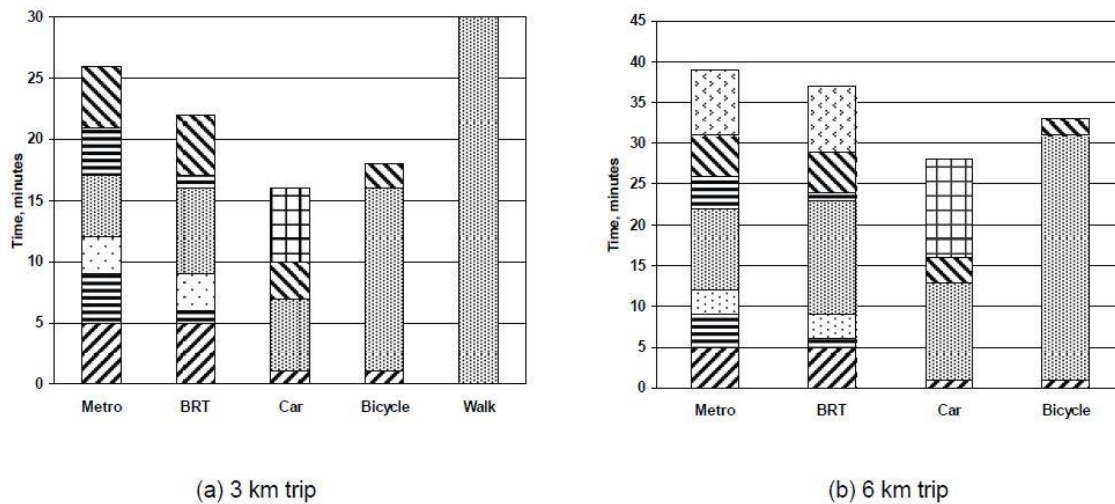 Time, minutes
30
25
20
15
10
5
0
Metro BRT Car Bicycle Walk
(a) 3 km trip
Time, minutes
45
40
35
30
25
20
15
10
5
0
Metro BRT Car Bicycle
(b) 6 km trip